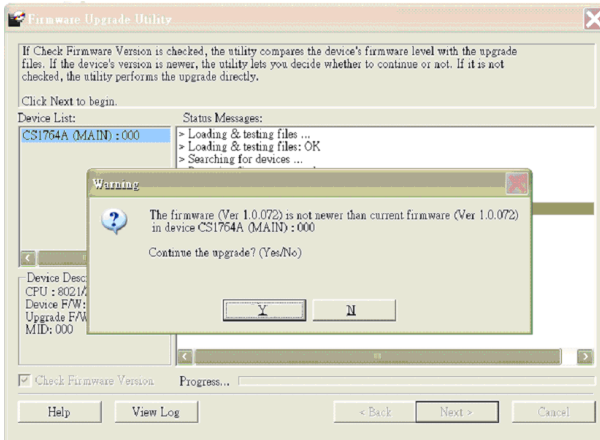 Firmware Upgrade Utility
If Check Firmware Version is checked, the utility compares the device's firmware level with the upgrade
files. If the device's version is newer, the utility lets you decide whether to continue or not. If it is not
checked, the utility performs the upgrade directly.
Click Next to begin.
Device List:
CS1764A (MAIN) : 000
Status Messages:
> Loading & testing files ...
> Loading & testing files: OK
> Searching for devices ...
Warning
The firmware (Ver 1.0.072) is not newer than current firmware (Ver 1.0.072)
in device CS1764A (MAIN) : 000
Continue the upgrade? (Yes/No)
Y
N
Device Desc
CPU : 8021/
Device F/W:
Upgrade F/W
MID: 000
Check Firmware Version
Progress...
Help
View Log
< Back
Next >
Cancel